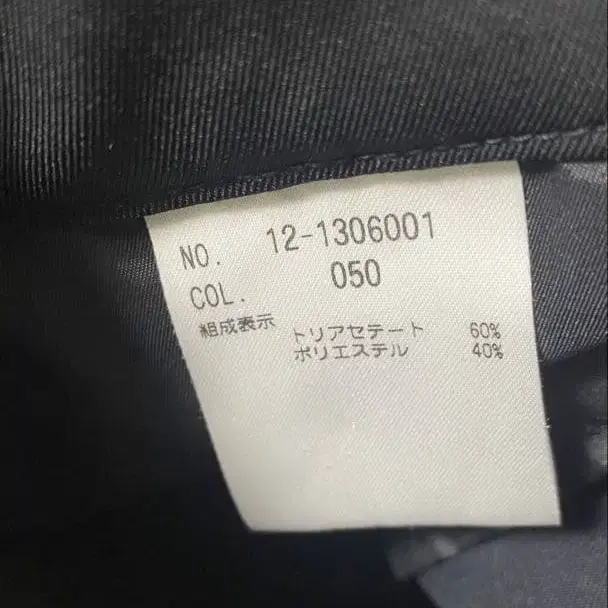 NO. 12-1306001
COL. 050
組成表示 トリアセテート 60%
ポリエステル 40%